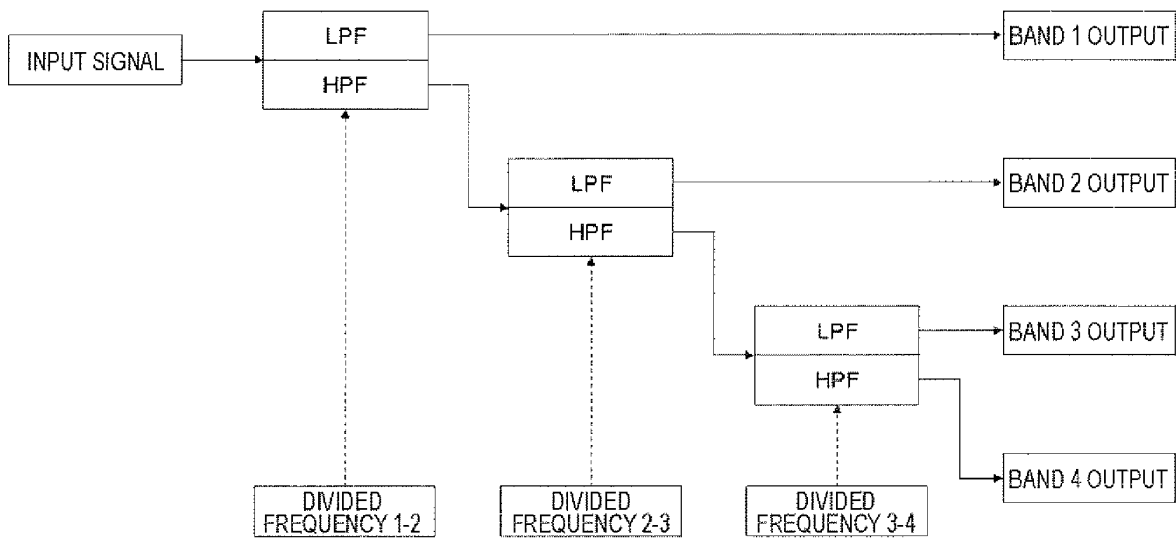 LPF
BAND 1 OUTPUT
INPUT SIGNAL
HPF
LPF
BAND 2 OUTPUT
HPF
LPF
BAND 3 OUTPUT
HPF
BAND 4 OUTPUT
DIVIDED
FREQUENCY 1-2
DIVIDED
FREQUENCY 2-3
DIVIDED
FREQUENCY 3-4